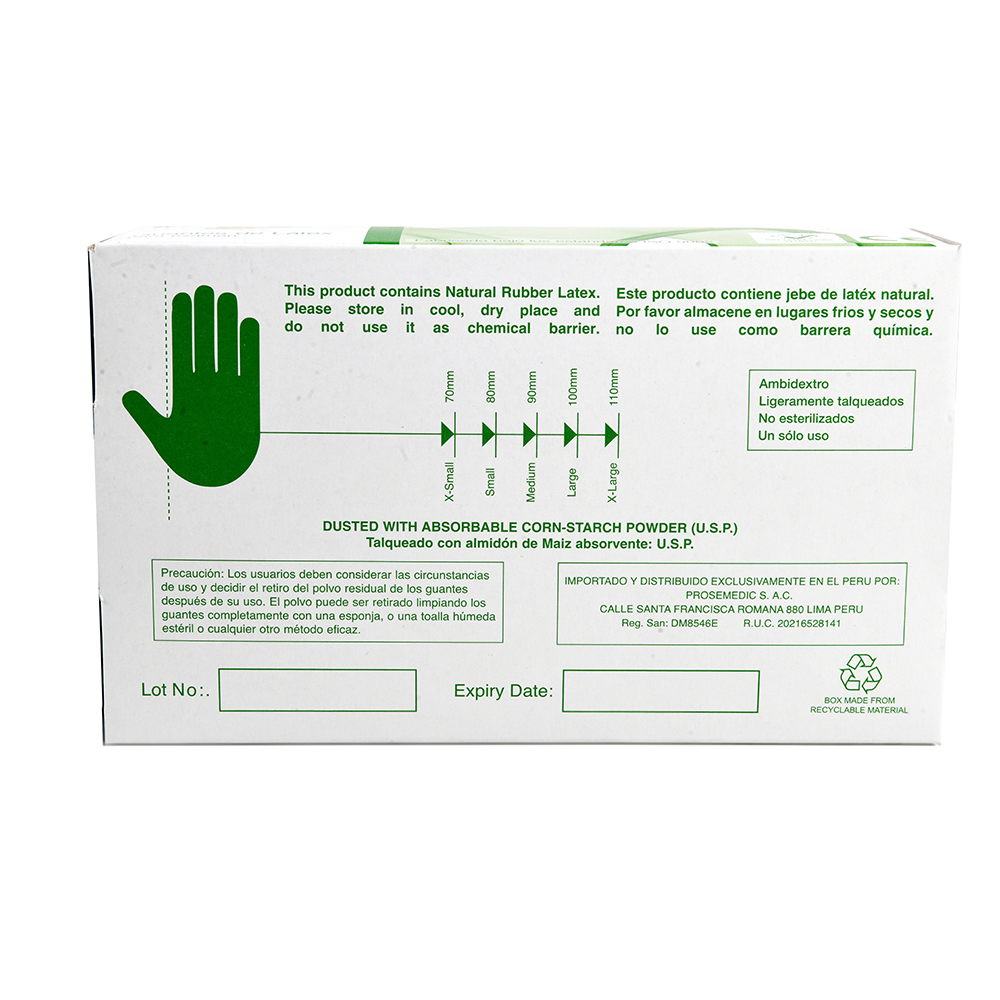 This product contains Natural Rubber Latex.
Please store in cool, dry place and
do not use it as chemical barrier.
Este producto contiene jebe de latéx natural.
Por favor almacene en lugares frios y secos y
no lo use como barrera química.
70mm
80mm
90mm
100mm
110mm
X-Small
Small
Medium
Large
X-Large
Ambidextro
Ligeramente talqueados
No esterilizados
Un sólo uso
DUSTED WITH ABSORBABLE CORN-STARCH POWDER (U.S.P.)
Talqueado con almidón de Maiz absorvente: U.S.P.
Precaución: Los usuarios deben considerar las circunstancias
de uso y decidir el retiro del polvo residual de los guantes
después de su uso. El polvo puede ser retirado limpiando los
guantes completamente con una esponja, o una toalla húmeda
estéril o cualquier otro método eficaz.
IMPORTADO Y DISTRIBUIDO EXCLUSIVAMENTE EN EL PERU POR:
PROSEMEDIC S. A.C.
CALLE SANTA FRANCISCA ROMANA 880 LIMA PERU
Reg. San: DM8546E R.U.C. 20216528141
Lot No:.
Expiry Date:
BOX MADE FROM
RECYCLABLE MATERIAL